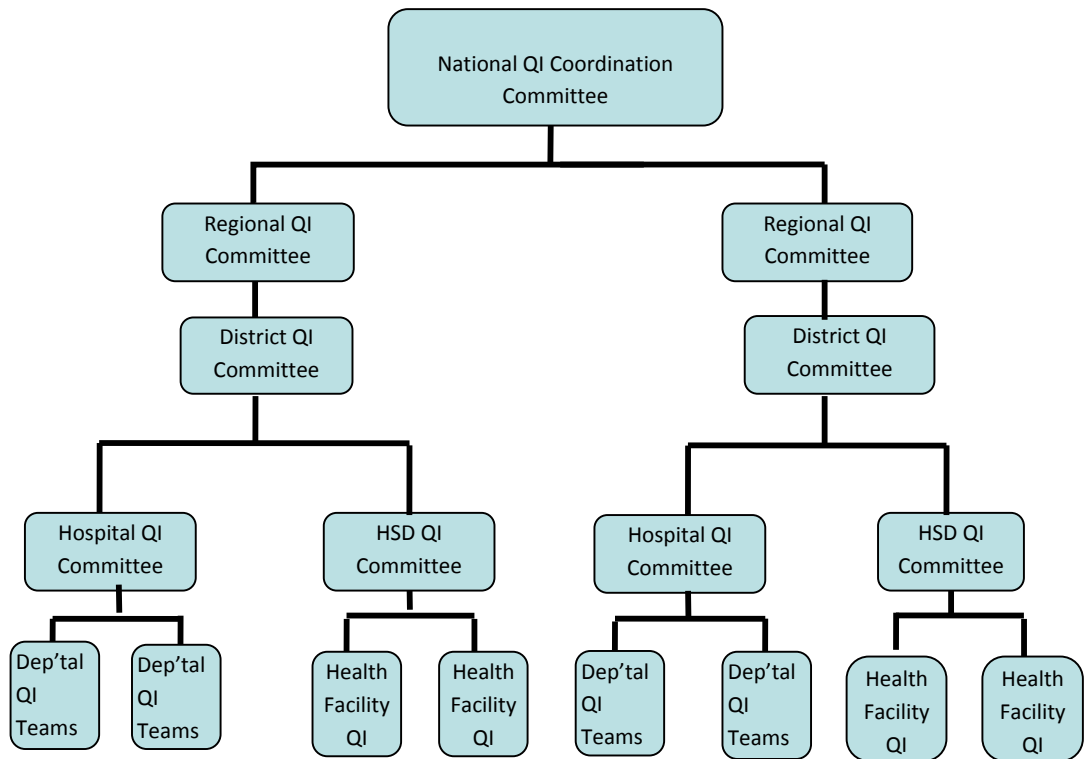 National QI Coordination
Committee
Regional QI
Committee
Regional QI
Committee
District QI
Committee
District QI
Committee
Hospital QI
Committee
HSD QI
Committee
Hospital QI
Committee
HSD QI
Committee
Dep’tal
QI
Teams
Dep’tal
QI
Teams
Health
Facility
QI
Health
Facility
QI
Dep’tal
QI
Teams
Dep’tal
QI
Teams
Health
Facility
QI
Health
Facility
QI